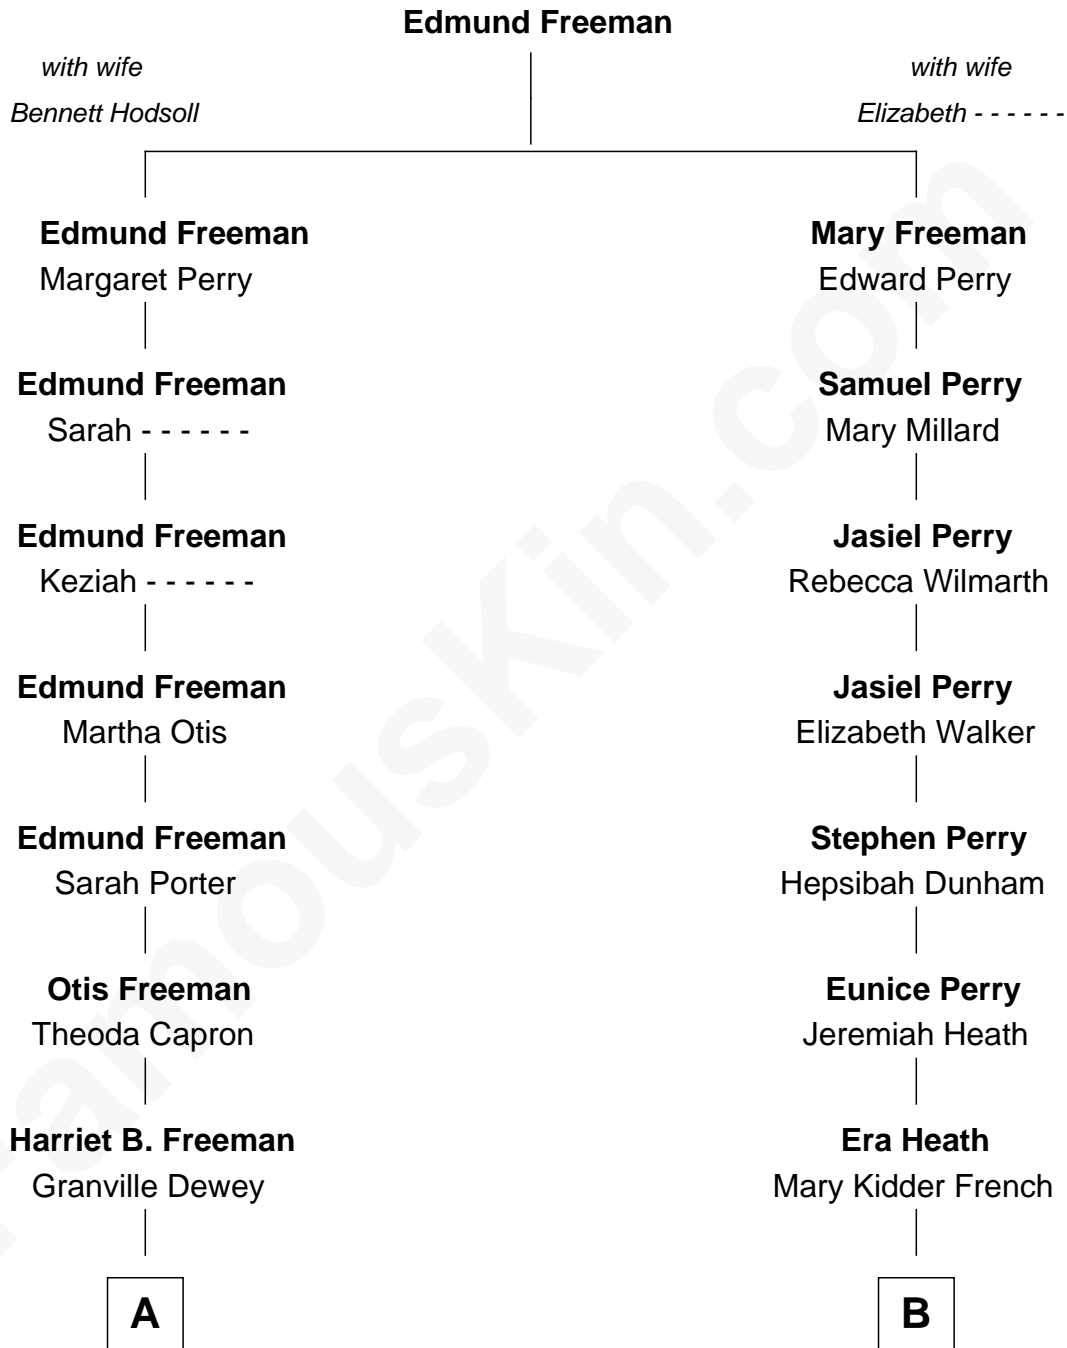 Edmund Freeman
with wife
Bennett Hodsoll
with wife
Elizabeth - - - - - -
Edmund Freeman
Margaret Perry
Mary Freeman
Edward Perry
Edmund Freeman
Sarah - - - - - -
Samuel Perry
Mary Millard
Edmund Freeman
Keziah - - - - - -
Jasiel Perry
Rebecca Wilmarth
Edmund Freeman
Martha Otis
Jasiel Perry
Elizabeth Walker
Edmund Freeman
Sarah Porter
Stephen Perry
Hepsibah Dunham
Otis Freeman
Theoda Capron
Eunice Perry
Jeremiah Heath
Harriet B. Freeman
Granville Dewey
Era Heath
Mary Kidder French
A
B
FamousKin.com